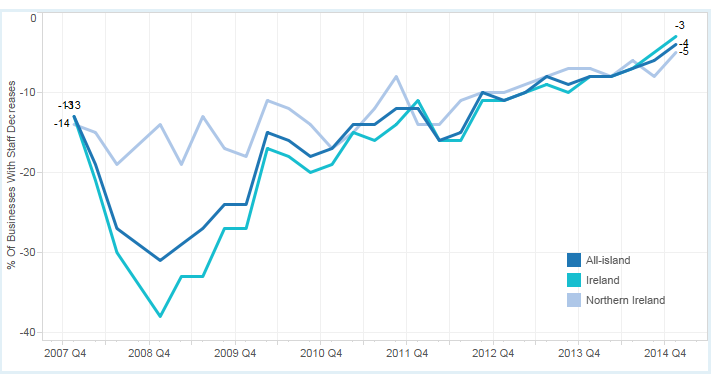 0
-10
-20
-30
-40
% Of Businesses With Staff Decreases
-13
-14
-3
-4
-5
All-island
Ireland
Northern Ireland
2007 Q4
2008 Q4
2009 Q4
2010 Q4
2011 Q4
2012 Q4
2013 Q4
2014 Q4